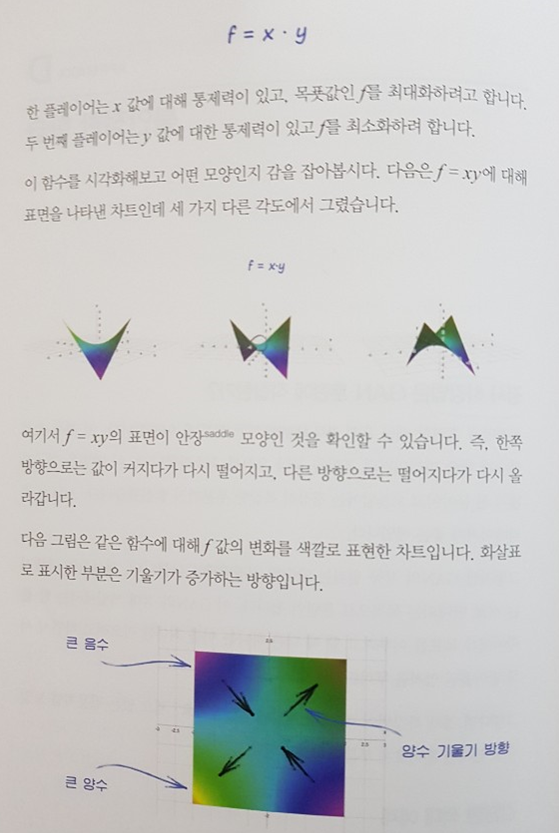 f = x · y
한 플레이어는 x 값에 대해 통제력이 있고, 목푯값인 f를 최대화하려고 합니다.
두 번째 플레이어는 y 값에 대한 통제력이 있고 f를 최소화하려 합니다.
이 함수를 시각화해보고 어떤 모양인지 감을 잡아봅시다. 다음은 f = xy에 대해
표면을 나타낸 차트인데 세 가지 다른 각도에서 그렸습니다.
f = x·y
여기서 f = xy의 표면이 안장saddle 모양인 것을 확인할 수 있습니다. 즉, 한쪽
방향으로는 값이 커지다가 다시 떨어지고, 다른 방향으로는 떨어지다가 다시 올
라갑니다.
다음 그림은 같은 함수에 대해 f 값의 변화를 색깔로 표현한 차트입니다. 화살표
로 표시한 부분은 기울기가 증가하는 방향입니다.
큰 음수
양수 기울기 방향
큰 양수